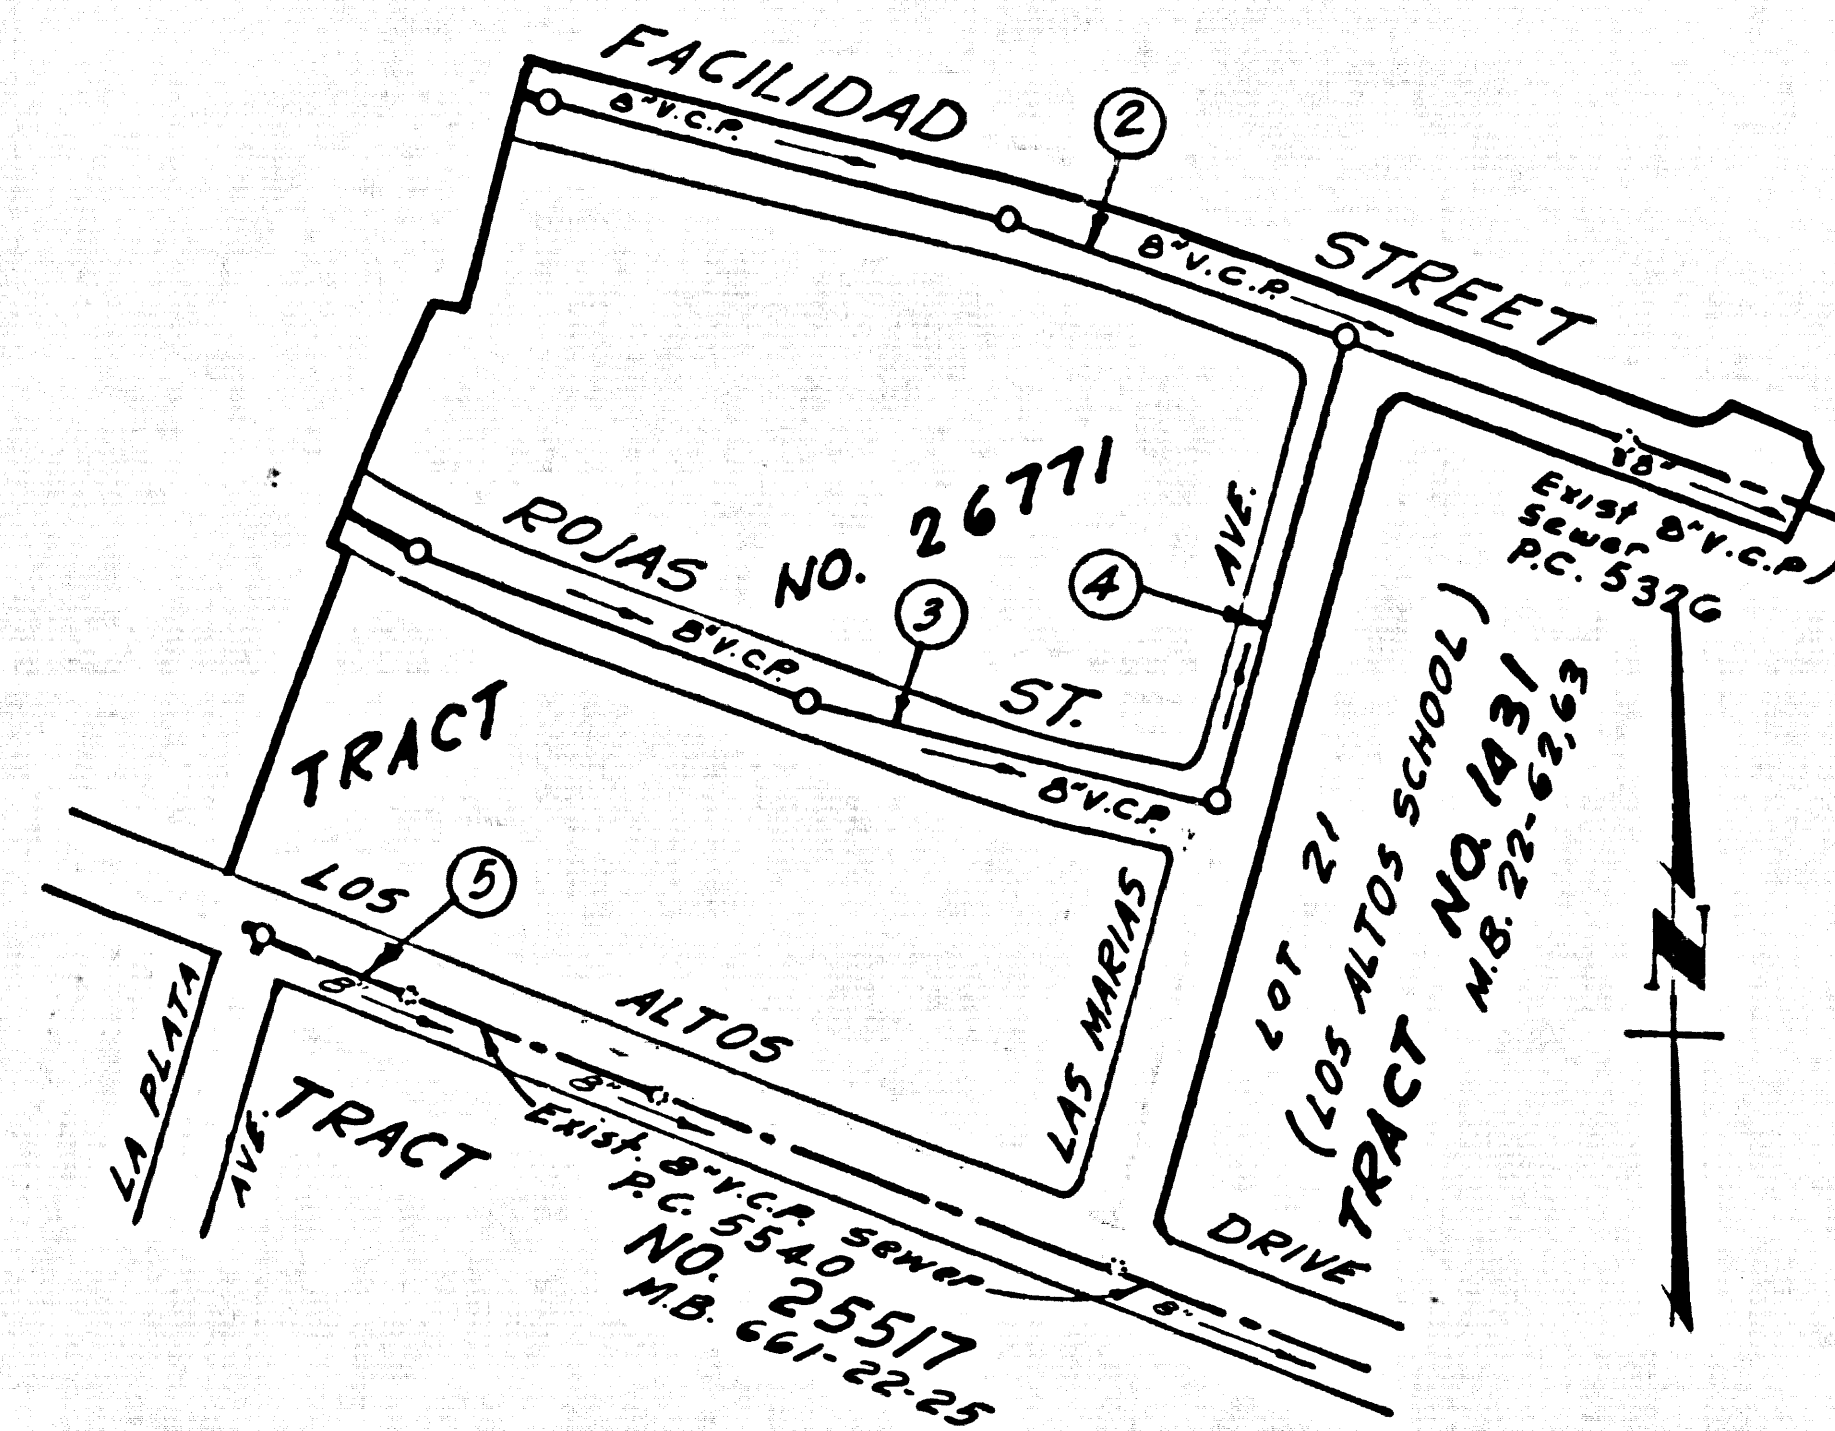 FACILIDAD STREET
8" V.C.P.
2
8" V.C.P.
8"
Exist 8" V.C.P.
sewer
P.C. 5326
ROJAS ST.
8" V.C.P.
3
8" V.C.P.
4
LAS MARIAS AVE.
TRACT NO. 26771
LOT 21
(LOS ALTOS SCHOOL)
TRACT NO. 1431
M.B. 22-62,63
N
LOS ALTOS DRIVE
5
8"
8"
8"
LA PLATA
AVE.
Exist. 8" V.C.P. sewer
P.C. 5540
TRACT NO. 25517
M.B. 661-22-25